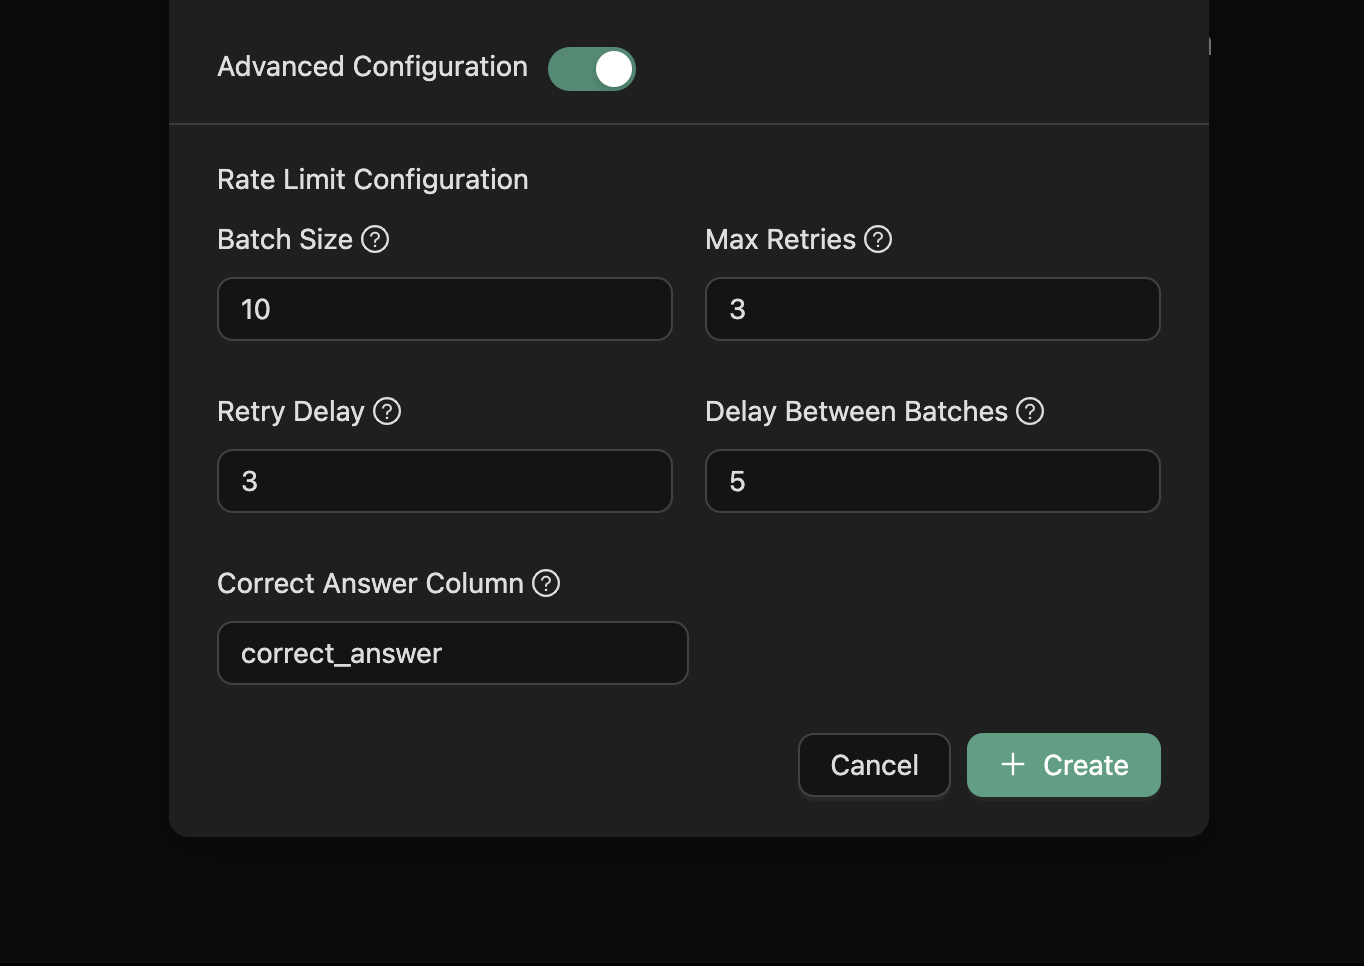 Advanced Configuration
Rate Limit Configuration
Batch Size
Max Retries
10
3
Retry Delay
Delay Between Batches
3
5
Correct Answer Column
correct_answer
Cancel
+ Create